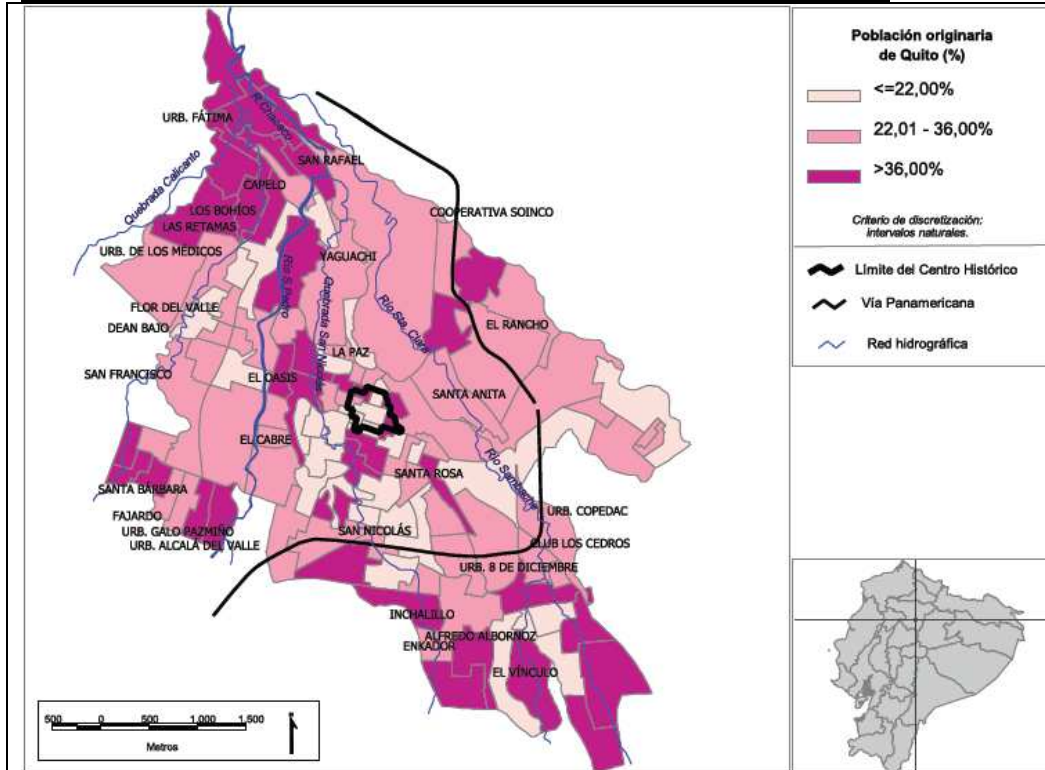 Población originaria
de Quito (%)
<=22,00%
22,01 - 36,00%
>36,00%
Criterio de discretización:
intervalos naturales.
Límite del Centro Histórico
Vía Panamericana
Red hidrográfica
URB. FÁTIMA
SAN RAFAEL
Quebrada Calicanto
CAPELO
LOS BOHÍOS
LAS RETAMAS
COOPERATIVA SOINCO
URB. DE LOS MÉDICOS
YAGUACHI
Río S. Pedro
Quebrada San Nicolás
Río Sta. Clara
FLOR DEL VALLE
DEAN BAJO
EL RANCHO
LA PAZ
SAN FRANCISCO
EL OASIS
SANTA ANITA
EL CABRE
SANTA ROSA
Río Sambache
SANTA BÁRBARA
FAJARDO
URB. GALO PAZMIÑO
URB. ALCALÁ DEL VALLE
SAN NICOLÁS
URB. COPEDAC
CLUB LOS CEDROS
URB. 8 DE DICIEMBRE
INCHALILLO
ALFREDO ALBORNOZ
ENKADOR
EL VÍNCULO
500 0 500 1.000 1.500
Metros